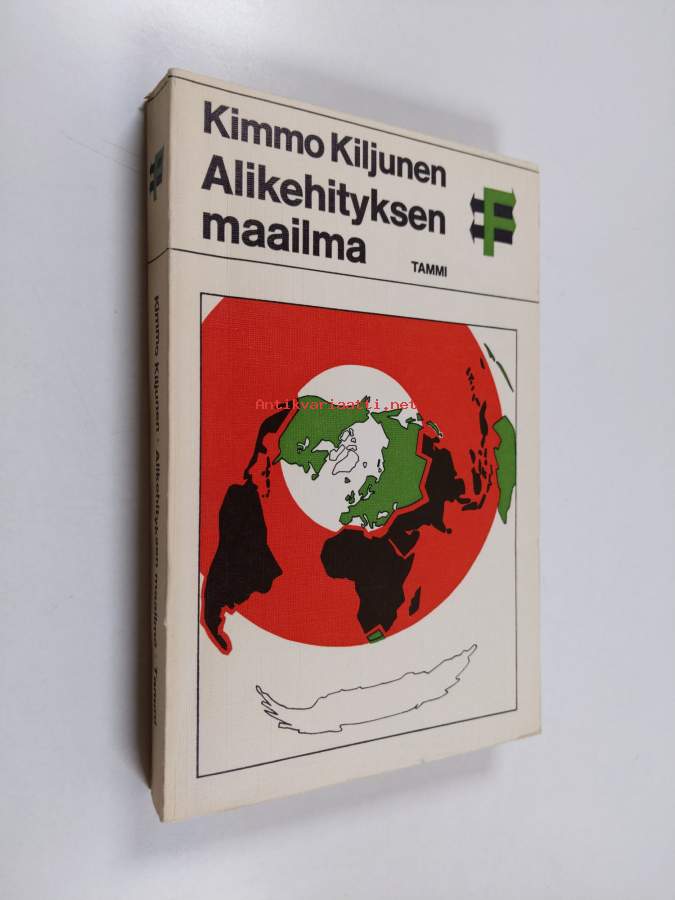 Kimmo Kiljunen
Alikehityksen
maailma
TAMMI
F
Antikvariaatti.net
F
Kimmo Kiljunen · Alikehityksen maailma Tammi